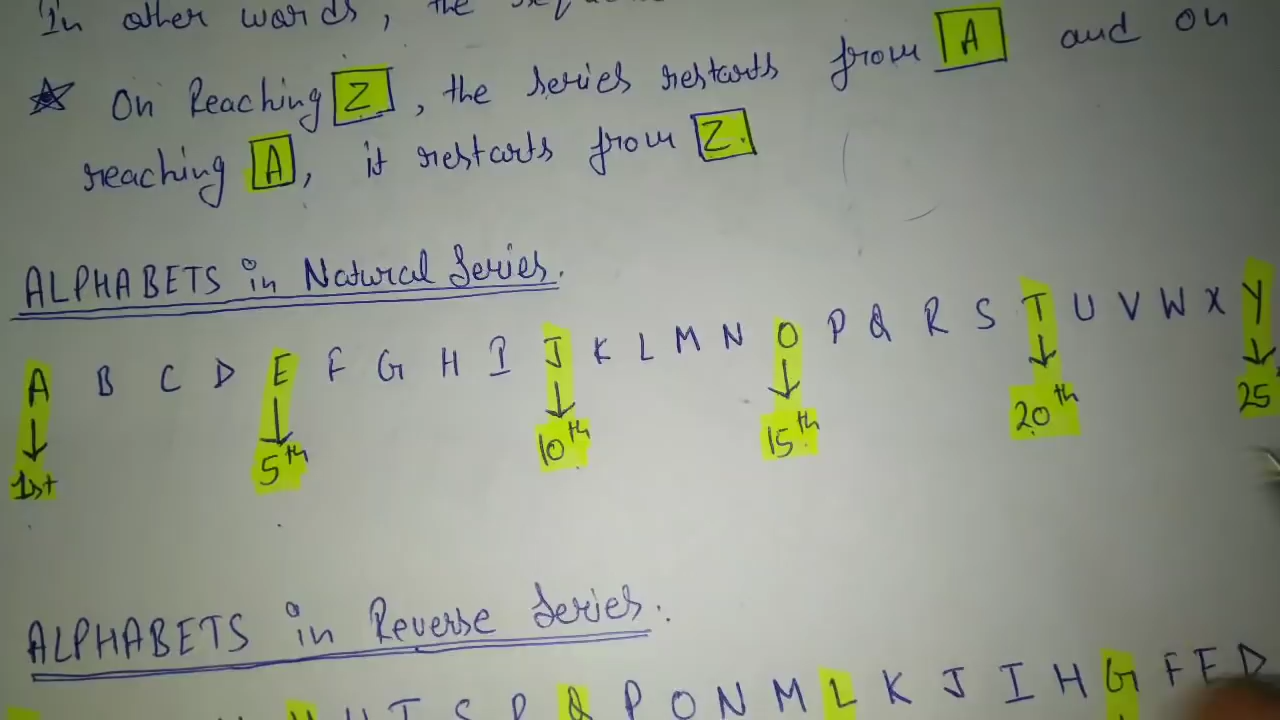 In other words, the
☆ On Reaching Z, the series restarts from A and on
reaching A, it restarts from Z.
ALPHABETS in Natural Series.
A B C D E F G H I J K L M N O P Q R S T U V W X Y
1st 5th 10th 15th 20th 25
ALPHABETS in Reverse Series.
T S R Q P O N M L K J I H G F E D